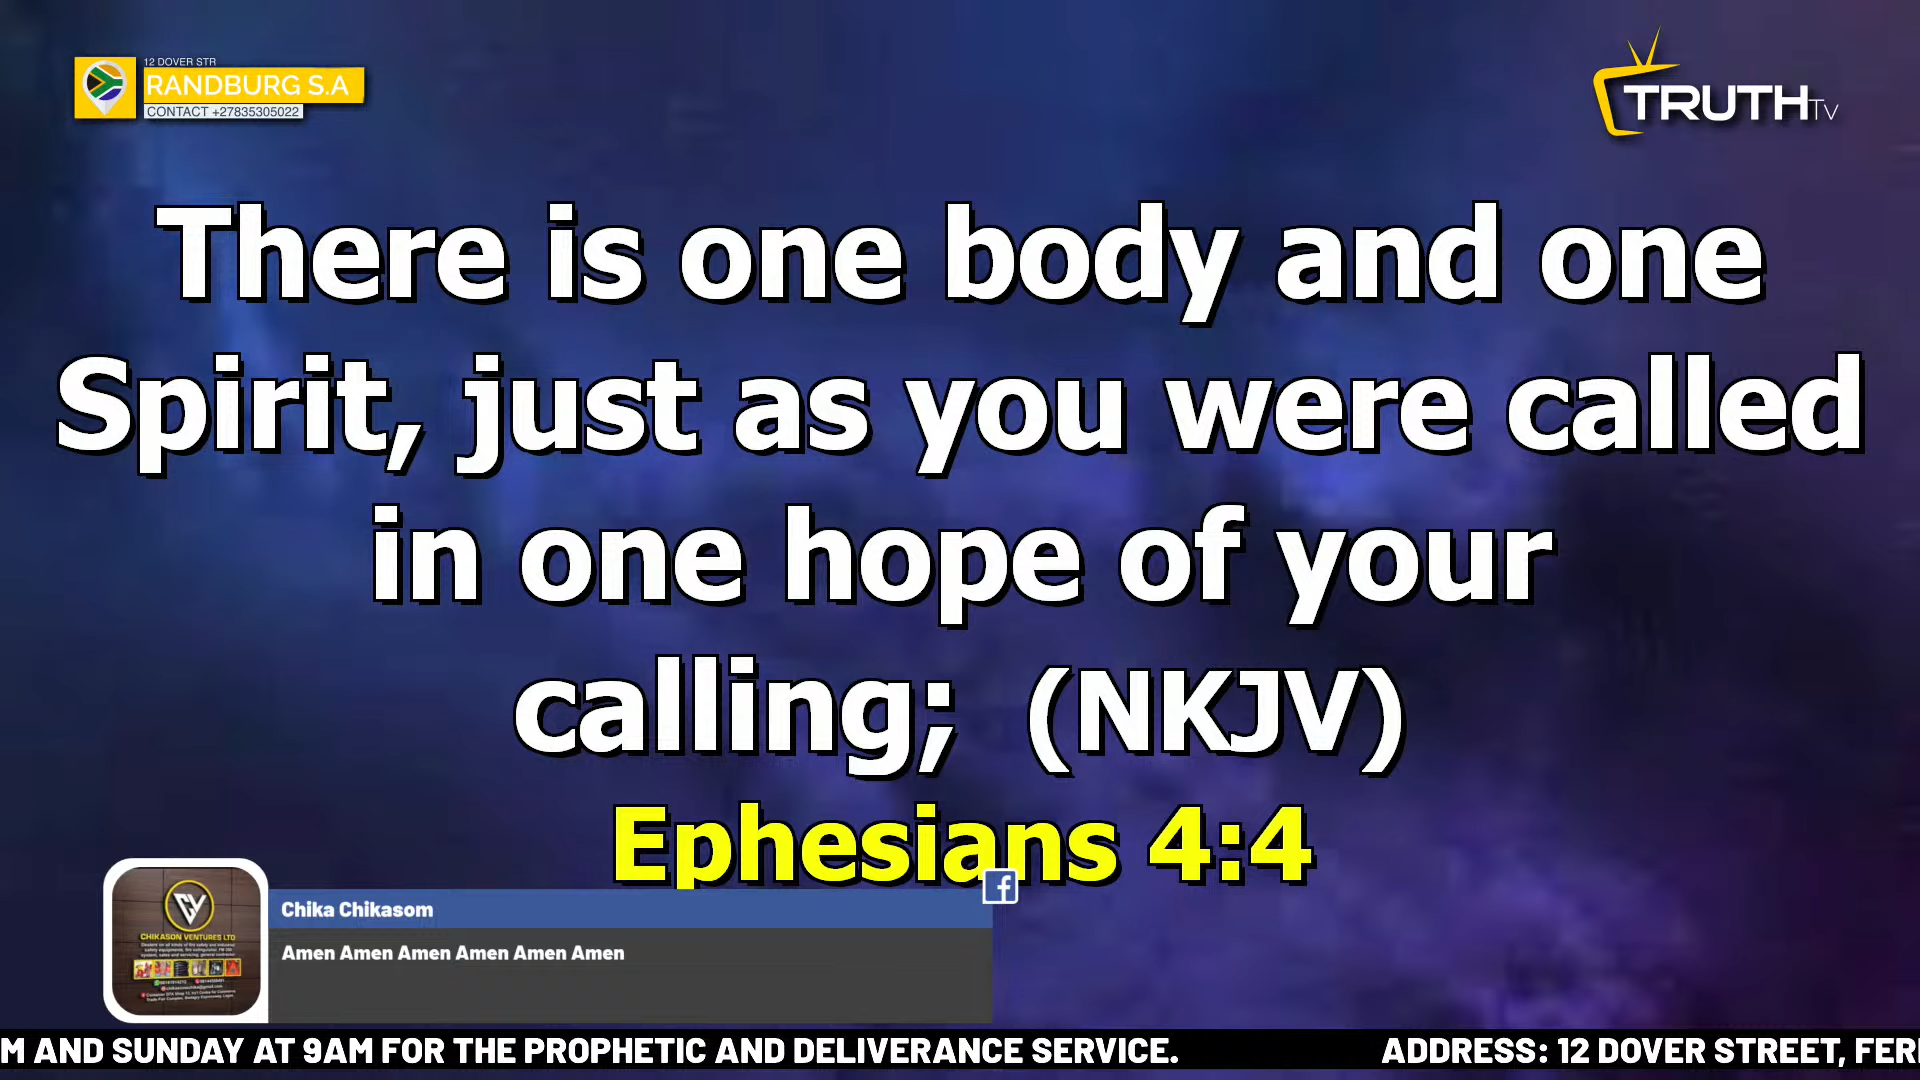 12 DOVER STR
RANDBURG S.A
CONTACT +27835305022
TRUTHTV
There is one body and one
Spirit, just as you were called
in one hope of your
calling; (NKJV)
Ephesians 4:4
Chika Chikasom
Amen Amen Amen Amen Amen Amen
CHIKASON VENTURES LTD
M AND SUNDAY AT 9AM FOR THE PROPHETIC AND DELIVERANCE SERVICE. ADDRESS: 12 DOVER STREET, FER